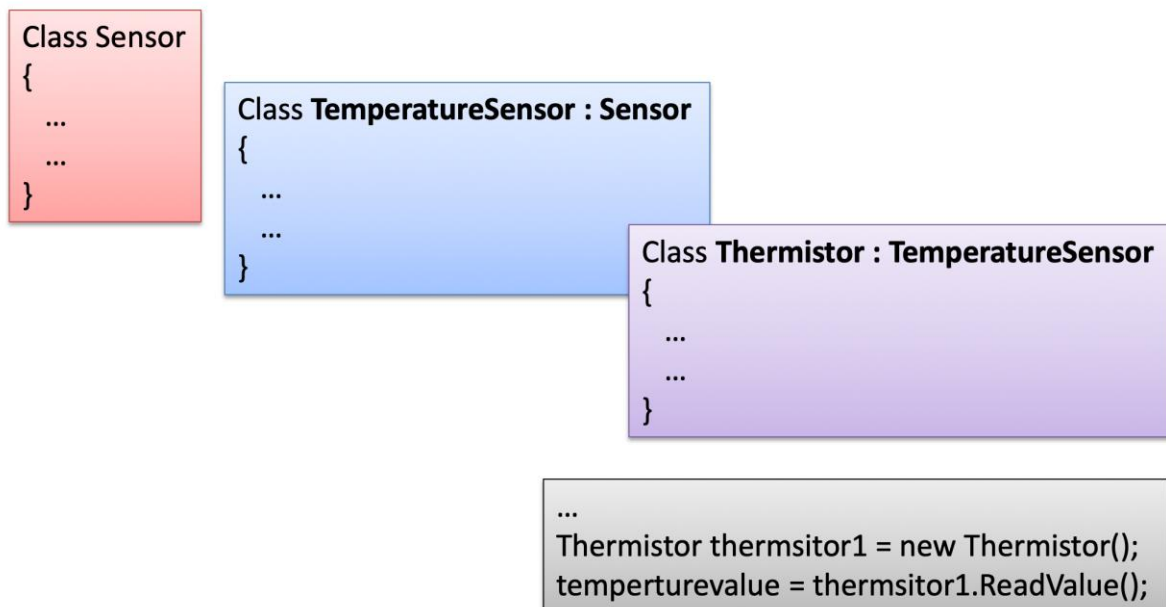 Class Sensor
{
...
...
}
Class TemperatureSensor : Sensor
{
...
...
}
Class Thermistor : TemperatureSensor
{
...
...
}
...
Thermistor thermsitor1 = new Thermistor();
temperturevalue = thermsitor1.ReadValue();